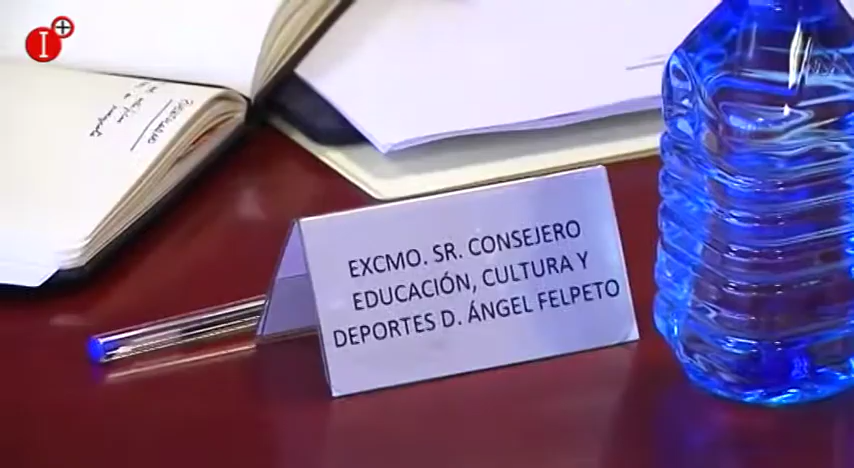 I+
EXCMO. SR. CONSEJERO
EDUCACIÓN, CULTURA Y
DEPORTES D. ÁNGEL FELPETO